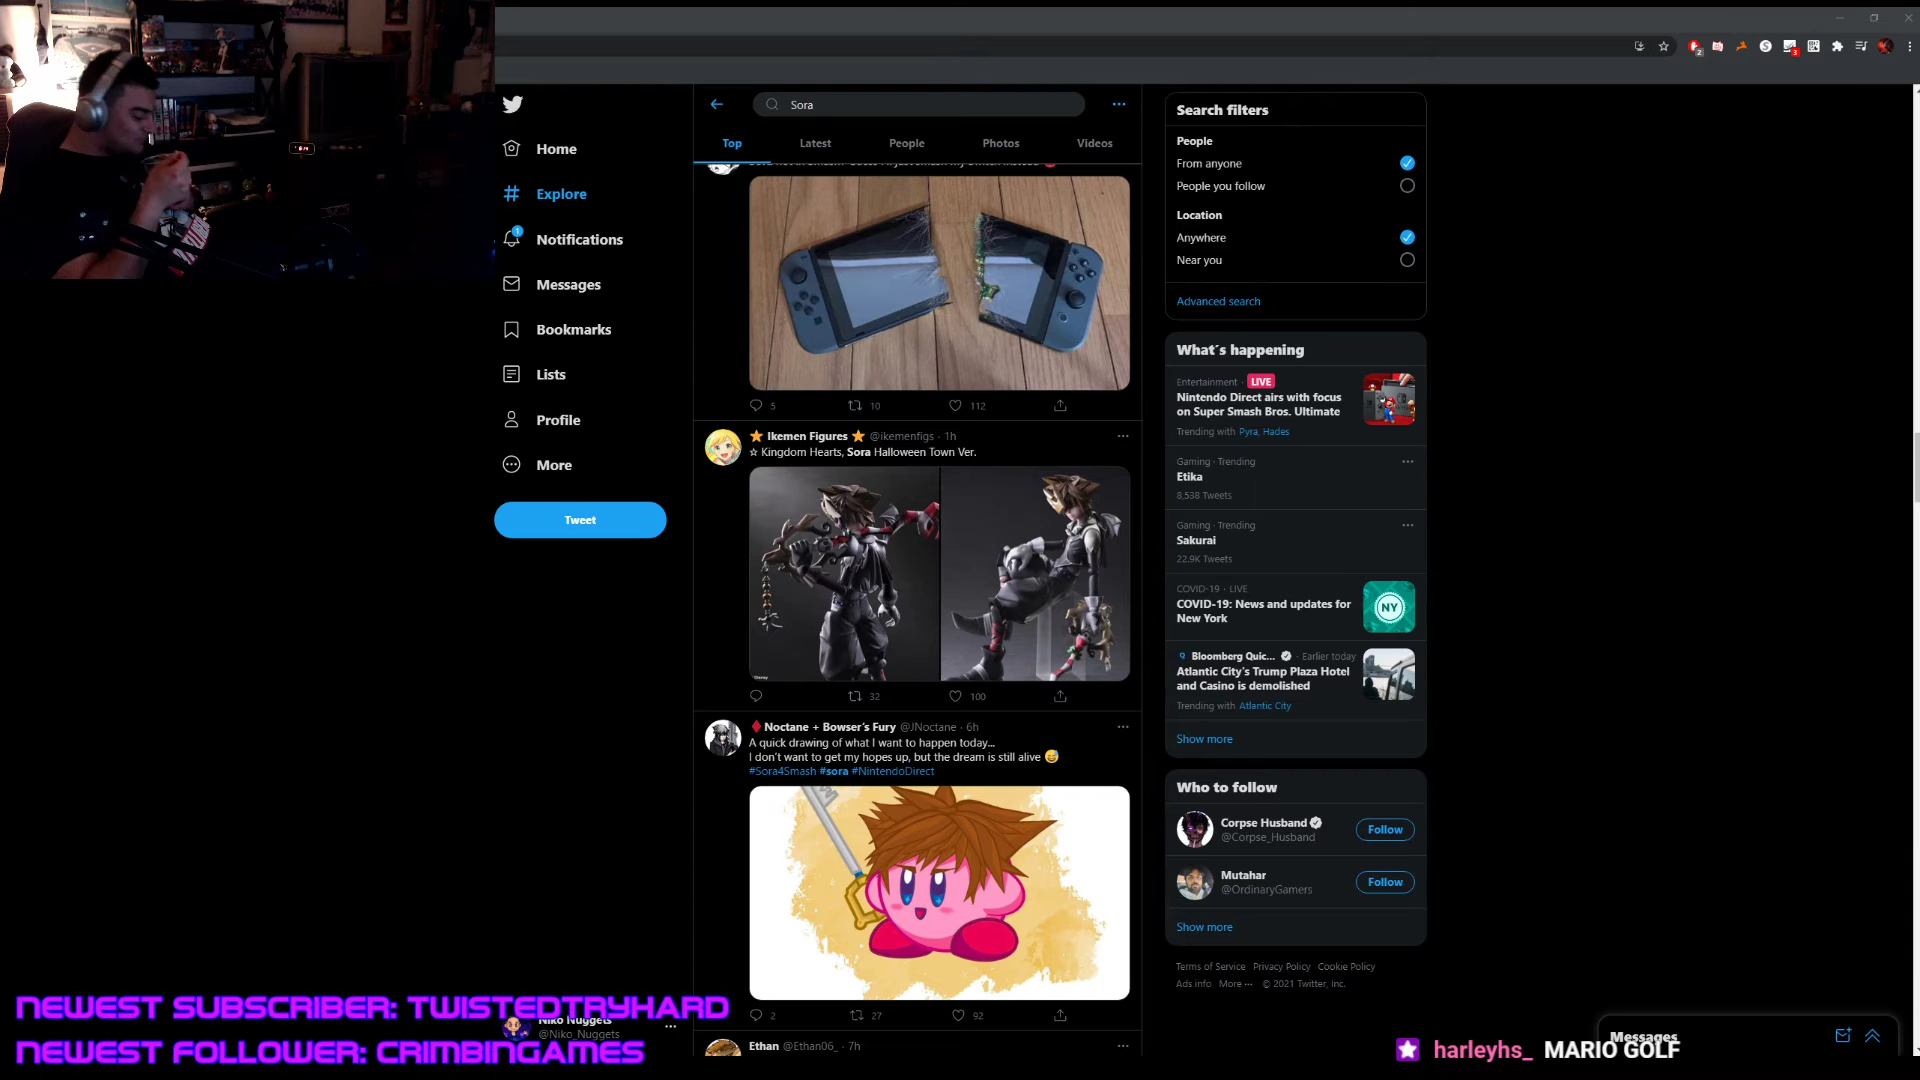 Sora
Top
Latest
People
Photos
Videos
Home
Explore
1
Notifications
Messages
Bookmarks
Lists
Profile
More
Tweet
5
10
112
Ikemen Figures
@ikemenfigs · 1h
☆ Kingdom Hearts, Sora Halloween Town Ver.
32
100
Noctane + Bowser's Fury @JNoctane · 6h
A quick drawing of what I want to happen today...
I don't want to get my hopes up, but the dream is still alive 😅
#Sora4Smash #sora #NintendoDirect
2
27
92
Ethan @Ethan06_ · 7h
Search filters
People
From anyone
People you follow
Location
Anywhere
Near you
Advanced search
What's happening
Entertainment · LIVE
Nintendo Direct airs with focus
on Super Smash Bros. Ultimate
Trending with Pyra, Hades
Gaming · Trending
Etika
8,538 Tweets
Gaming · Trending
Sakurai
22.9K Tweets
COVID-19 · LIVE
COVID-19: News and updates for
New York
NY
Bloomberg Quic... · Earlier today
Atlantic City's Trump Plaza Hotel
and Casino is demolished
Trending with Atlantic City
Show more
Who to follow
Corpse Husband
@Corpse_Husband
Follow
Mutahar
@OrdinaryGamers
Follow
Show more
Terms of Service Privacy Policy Cookie Policy
Ads info More ··· © 2021 Twitter, Inc.
NEWEST SUBSCRIBER: TWISTEDTRYHARD
Niko Nuggets
@Niko_Nuggets
NEWEST FOLLOWER: CRIMBINGAMES
Messages
harleyhs_ MARIO GOLF